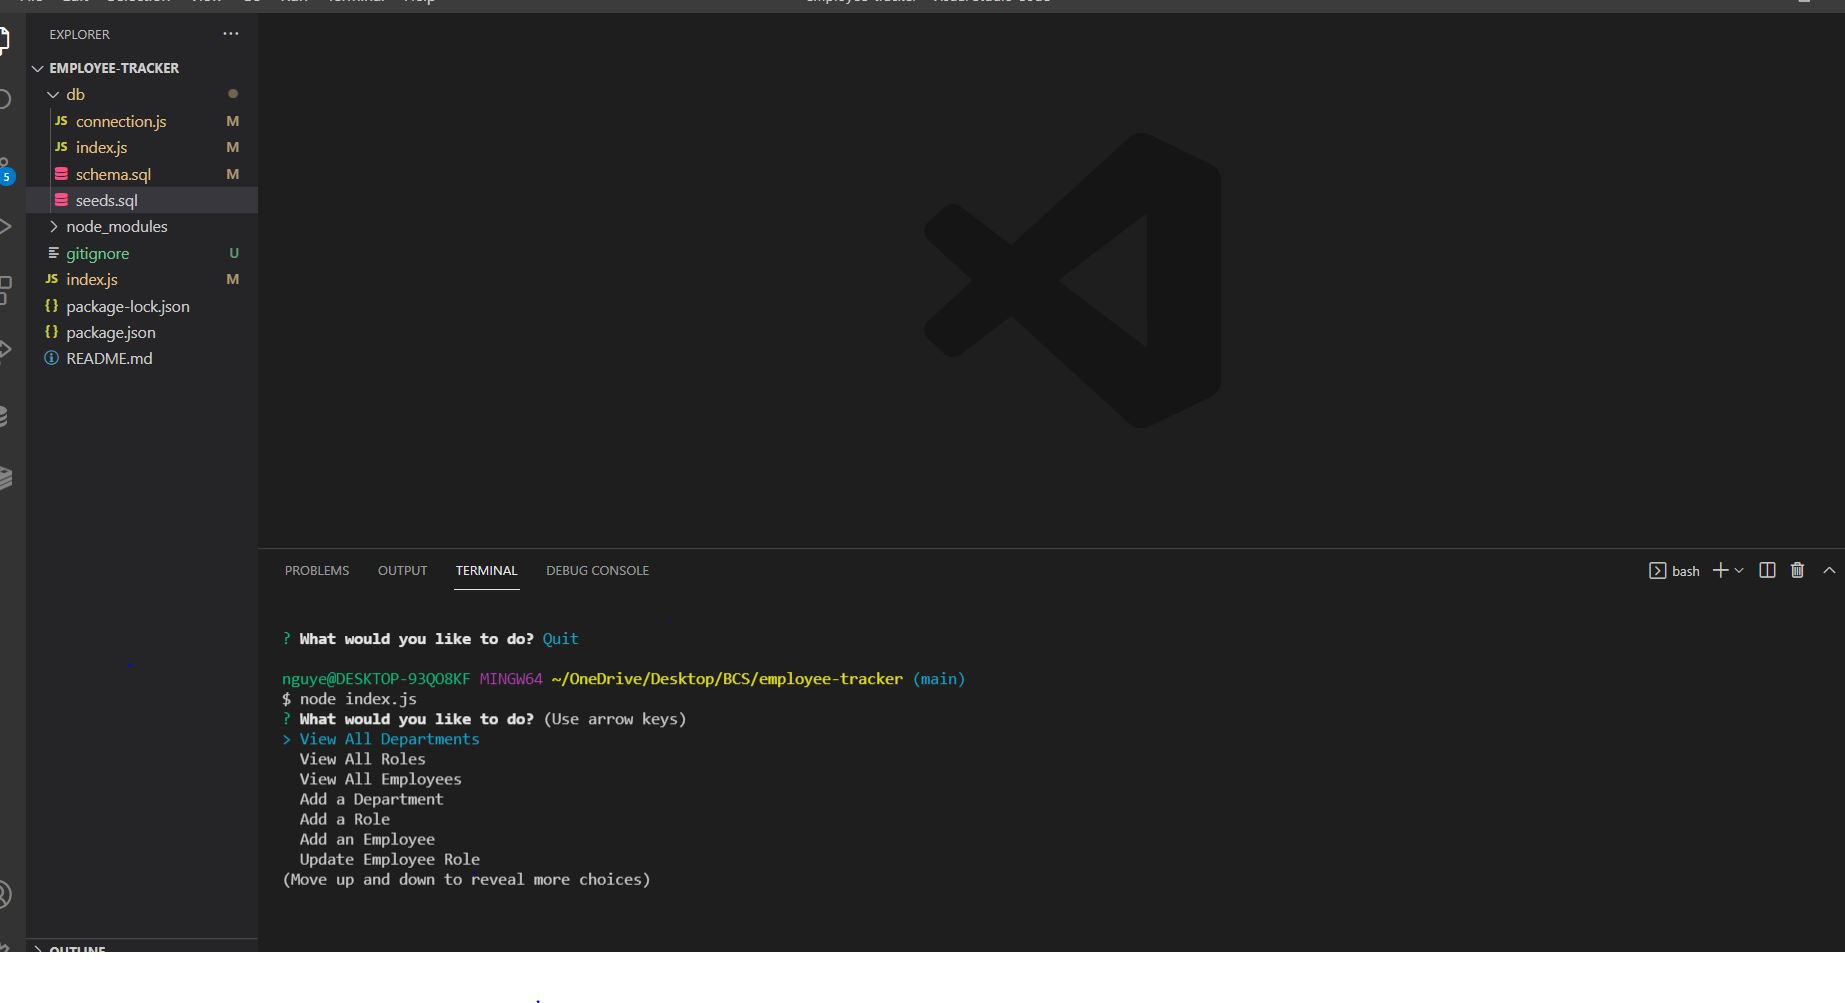 EXPLORER
EMPLOYEE-TRACKER
db
JS connection.js M
JS index.js M
schema.sql M
5
seeds.sql
node_modules
gitignore U
JS index.js M
{} package-lock.json
{} package.json
README.md
OUTLINE
PROBLEMS OUTPUT TERMINAL DEBUG CONSOLE bash
? What would you like to do? Quit
nguye@DESKTOP-93QO8KF MINGW64 ~/OneDrive/Desktop/BCS/employee-tracker (main)
$ node index.js
? What would you like to do? (Use arrow keys)
> View All Departments
View All Roles
View All Employees
Add a Department
Add a Role
Add an Employee
Update Employee Role
(Move up and down to reveal more choices)